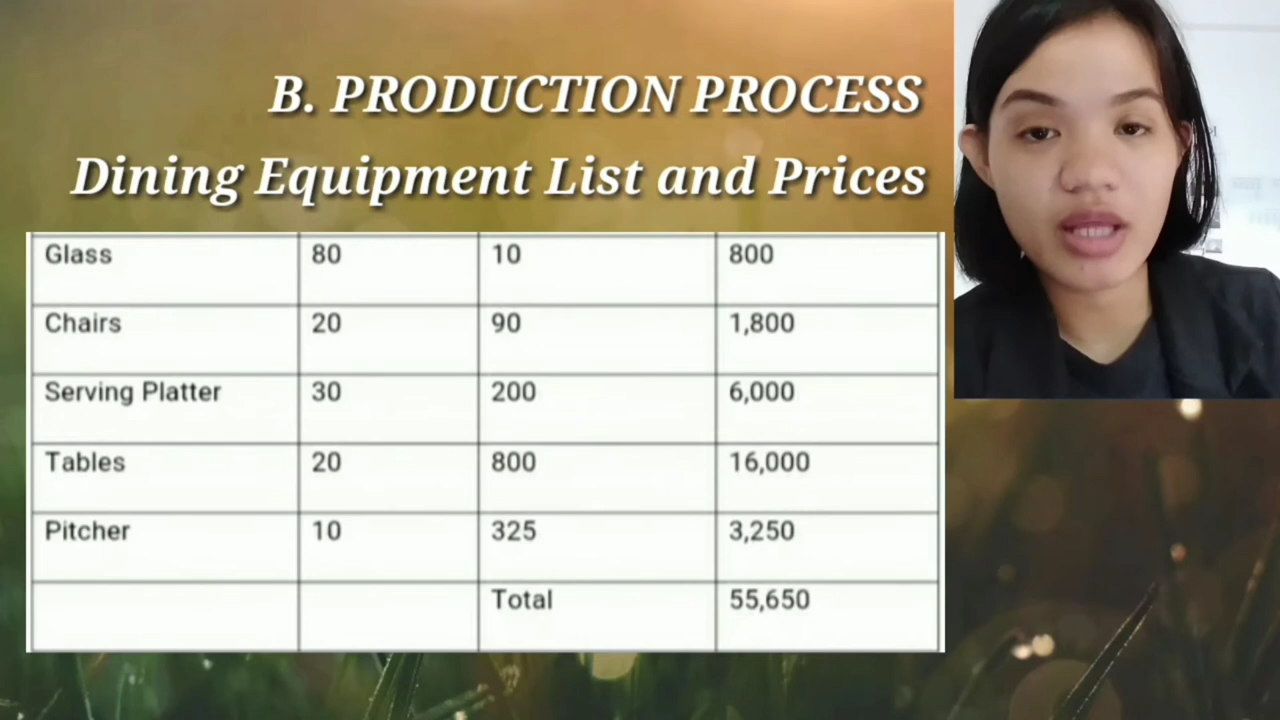 B. PRODUCTION PROCESS
Dining Equipment List and Prices
Glass 80 10 800
Chairs 20 90 1,800
Serving Platter 30 200 6,000
Tables 20 800 16,000
Pitcher 10 325 3,250
Total 55,650